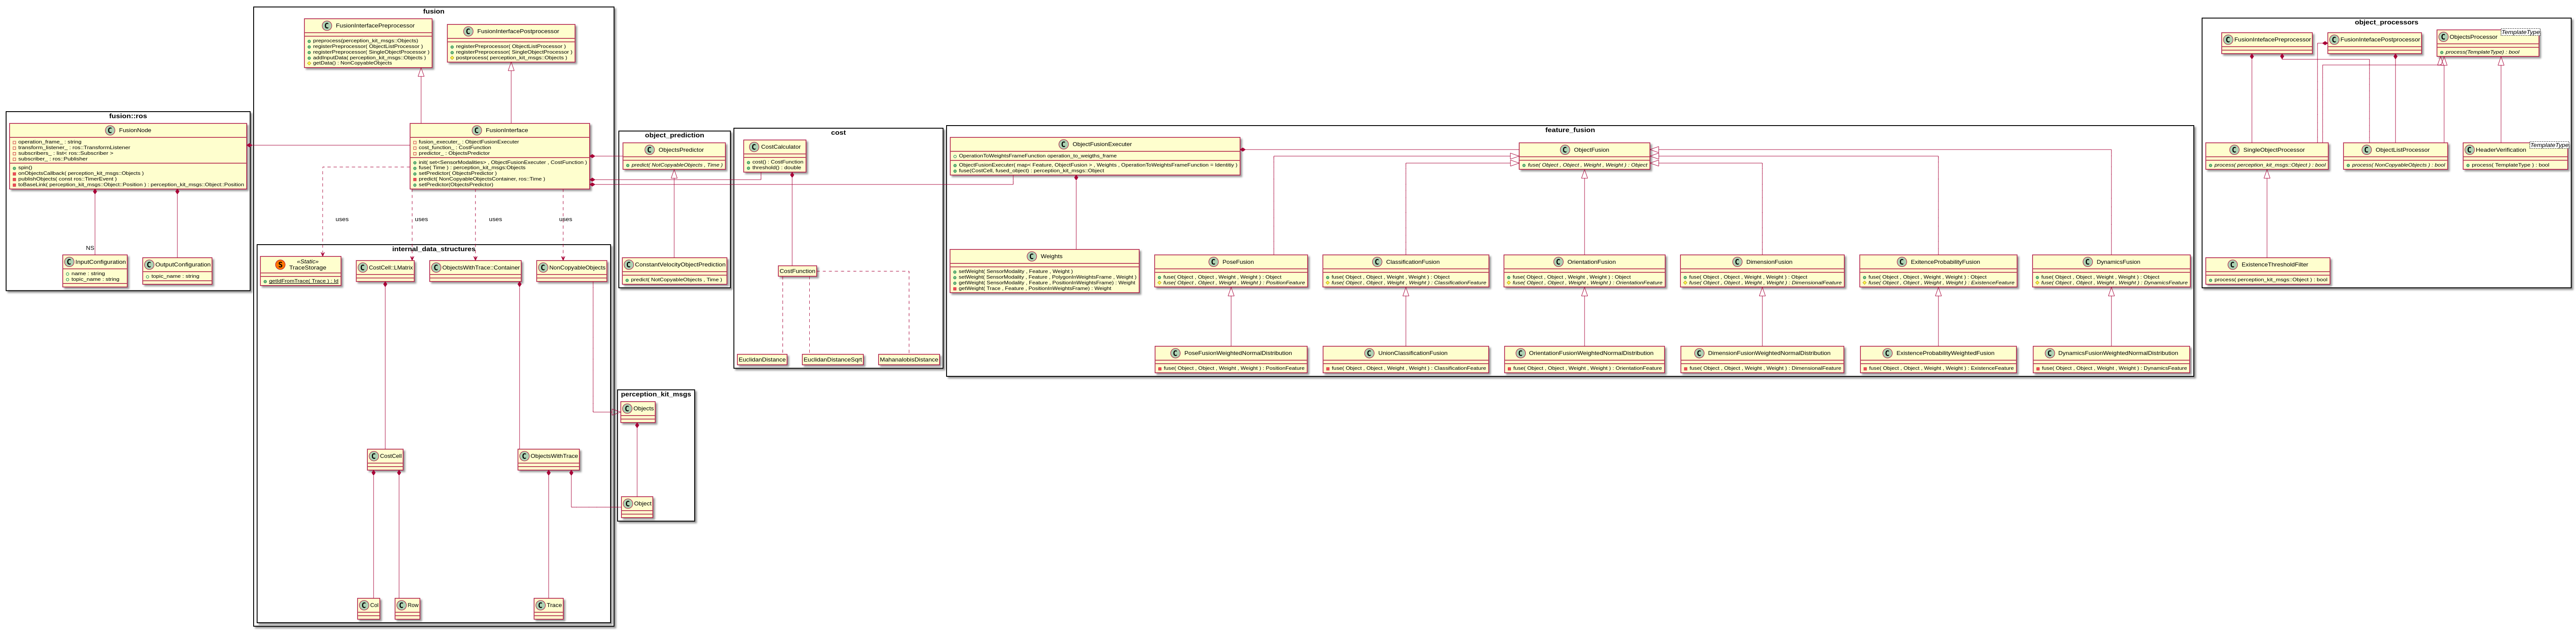 fusion::ros
FusionNode
operation_frame_ : string
transform_listener_ : ros::TransformListener
subscribers_ : list< ros::Subscriber >
subscriber_ : ros::Publisher
spin()
onObjectsCallback( perception_kit_msgs::Objects )
publishObjects( const ros::TimerEvent )
toBaseLink( perception_kit_msgs::Object::Position ) : perception_kit_msgs::Object::Position
NS
InputConfiguration
name : string
topic_name : string
OutputConfiguration
topic_name : string
fusion
FusionInterfacePreprocessor
preprocess(perception_kit_msgs::Objects)
registerPreprocessor( ObjectListProcessor )
registerPreprocessor( SingleObjectProcessor )
addInputData( perception_kit_msgs::Objects )
getData() : NonCopyableObjects
FusionInterfacePostprocessor
registerPreprocessor( ObjectListProcessor )
registerPreprocessor( SingleObjectProcessor )
postprocess( perception_kit_msgs::Objects )
FusionInterface
fusion_executer_ : ObjectFusionExecuter
cost_function_ : CostFunction
predictor_ : ObjectsPredictor
init( set<SensorModalities> , ObjectFusionExecuter , CostFunction )
fuse( Time ) : perception_kit_msgs:Objects
setPredictor( ObjectsPredictor )
predict( NonCopyableObjectsContainer, ros::Time )
setPredictor(ObjectsPredictor)
uses
uses
uses
uses
internal_data_structures
«Static»
TraceStorage
getIdFromTrace( Trace ) : Id
CostCell::LMatrix
ObjectsWithTrace::Container
NonCopyableObjects
CostCell
ObjectsWithTrace
Col
Row
Trace
object_prediction
ObjectsPredictor
predict( NotCopyableObjects , Time )
ConstantVelocityObjectPrediction
predict( NotCopyableObjects , Time )
perception_kit_msgs
Objects
Object
cost
CostCalculator
cost() : CostFunction
threshold() : double
CostFunction
EuclidanDistance
EuclidanDistanceSqrt
MahanalobisDistance
feature_fusion
ObjectFusionExecuter
OperationToWeightsFrameFunction operation_to_weigths_frame
ObjectFusionExecuter( map< Feature, ObjectFusion > , Weights , OperationToWeightsFrameFunction = Identity )
fuse(CostCell, fused_object) : perception_kit_msgs::Object
ObjectFusion
fuse( Object , Object , Weight , Weight ) : Object
Weights
setWeight( SensorModality , Feature , Weight )
setWeight( SensorModality , Feature , PolygonInWeightsFrame , Weight )
getWeight( SensorModality , Feature , PositionInWeightsFrame) : Weight
getWeight( Trace , Feature , PositionInWeightsFrame) : Weight
PoseFusion
fuse( Object , Object , Weight , Weight ) : Object
fuse( Object , Object , Weight , Weight ) : PositionFeature
ClassificationFusion
fuse( Object , Object , Weight , Weight ) : Object
fuse( Object , Object , Weight , Weight ) : ClassificationFeature
OrientationFusion
fuse( Object , Object , Weight , Weight ) : Object
fuse( Object , Object , Weight , Weight ) : OrientationFeature
DimensionFusion
fuse( Object , Object , Weight , Weight ) : Object
fuse( Object , Object , Weight , Weight ) : DimensionalFeature
ExistenceProbabilityFusion
fuse( Object , Object , Weight , Weight ) : Object
fuse( Object , Object , Weight , Weight ) : ExistenceFeature
DynamicsFusion
fuse( Object , Object , Weight , Weight ) : Object
fuse( Object , Object , Weight , Weight ) : DynamicsFeature
PoseFusionWeightedNormalDistribution
fuse( Object , Object , Weight , Weight ) : PositionFeature
UnionClassificationFusion
fuse( Object , Object , Weight , Weight ) : ClassificationFeature
OrientationFusionWeightedNormalDistribution
fuse( Object , Object , Weight , Weight ) : OrientationFeature
DimensionFusionWeightedNormalDistribution
fuse( Object , Object , Weight , Weight ) : DimensionalFeature
ExistenceProbabilityWeightedFusion
fuse( Object , Object , Weight , Weight ) : ExistenceFeature
DynamicsFusionWeightedNormalDistribution
fuse( Object , Object , Weight , Weight ) : DynamicsFeature
object_processors
FusionIntefacePreprocessor
FusionIntefacePostprocessor
ObjectsProcessor
TemplateType
process(TemplateType) : bool
SingleObjectProcessor
process( perception_kit_msgs::Object ) : bool
ObjectListProcessor
process( NonCopyableObjects ) : bool
HeaderVerification
TemplateType
process( TemplateType ) : bool
ExistenceThresholdFilter
process( perception_kit_msgs::Object ) : bool